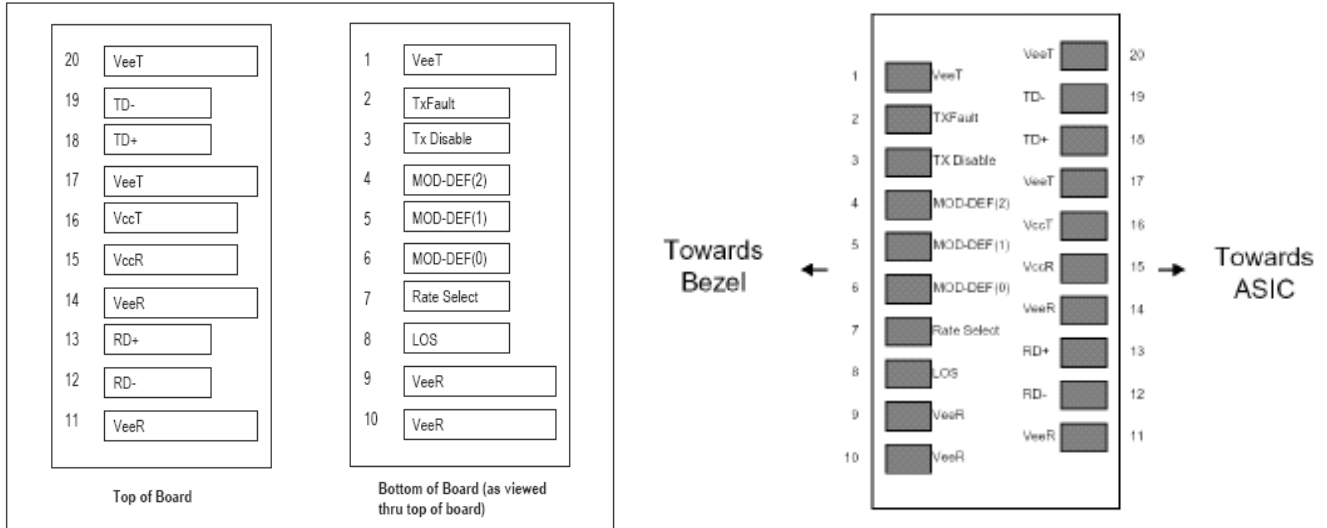 20 VeeT
19 TD-
18 TD+
17 VeeT
16 VccT
15 VccR
14 VeeR
13 RD+
12 RD-
11 VeeR
Top of Board
1 VeeT
2 TxFault
3 Tx Disable
4 MOD-DEF(2)
5 MOD-DEF(1)
6 MOD-DEF(0)
7 Rate Select
8 LOS
9 VeeR
10 VeeR
Bottom of Board (as viewed
thru top of board)
Towards
Bezel
1 VeeT
2 TXFault
3 TX Disable
4 MOD-DEF(2)
5 MOD-DEF(1)
6 MOD-DEF(0)
7 Rate Select
8 LOS
9 VeeR
10 VeeR
VeeT 20
TD- 19
TD+ 18
VeeT 17
VccT 16
VccR 15
VeeR 14
RD+ 13
RD- 12
VeeR 11
Towards
ASIC